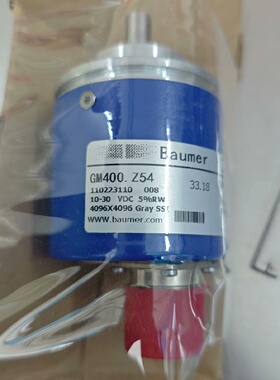 Baumer
GM400. Z54
33.18
110223110 008
10-30 VDC 5%RW
4096X4096 Gray SSI
www.baumer.com